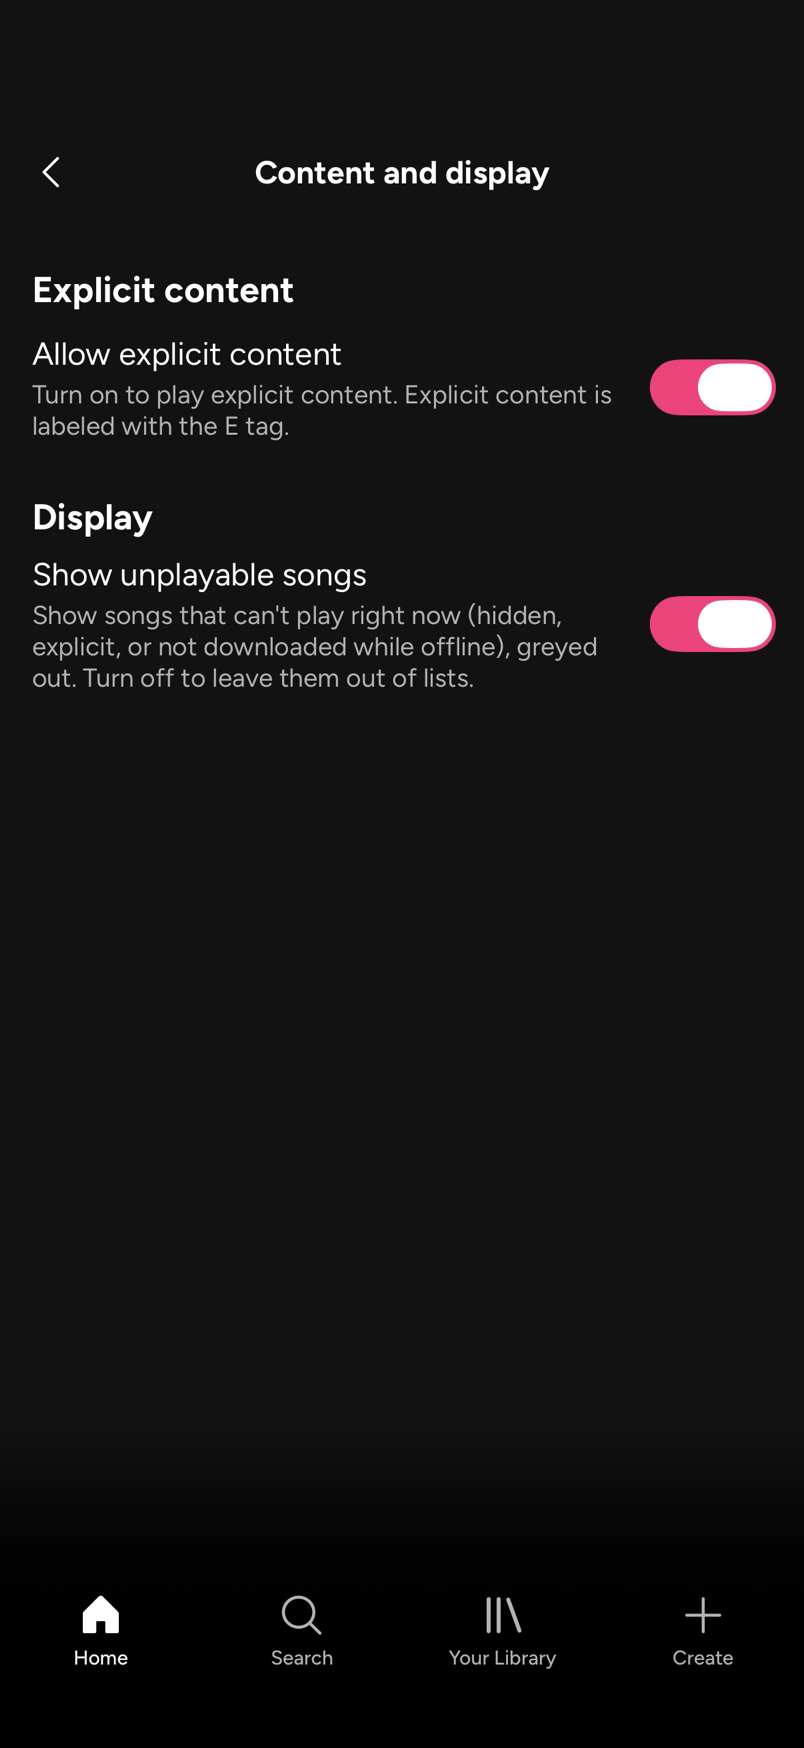 Content and display
Explicit content
Allow explicit content
Turn on to play explicit content. Explicit content is
labeled with the E tag.
Display
Show unplayable songs
Show songs that can't play right now (hidden,
explicit, or not downloaded while offline), greyed
out. Turn off to leave them out of lists.
Home
Search
Your Library
Create